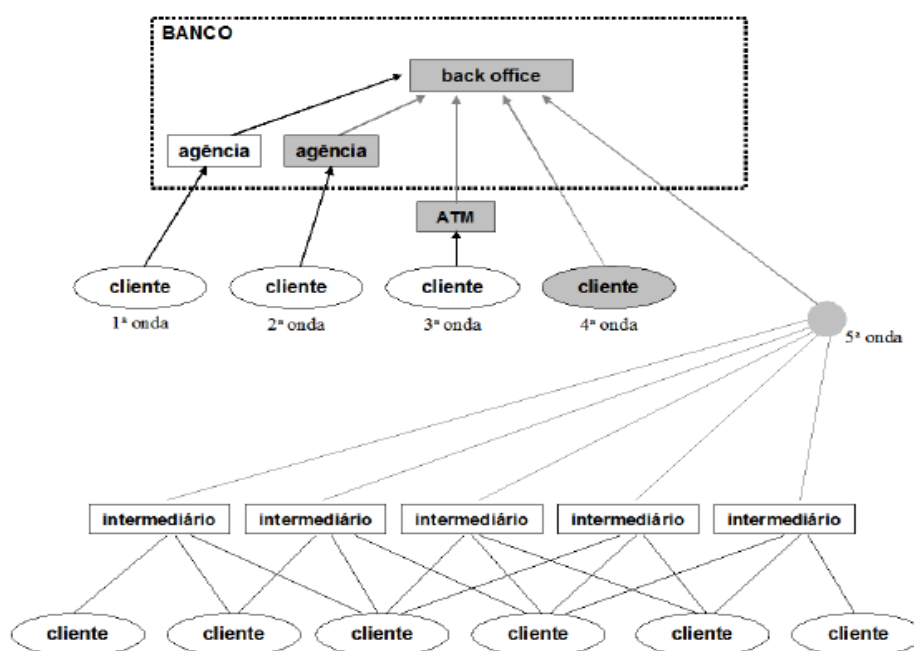 BANCO
back office
agência
agência
ATM
cliente
cliente
cliente
cliente
1ª onda
2ª onda
3ª onda
4ª onda
5ª onda
intermediário
intermediário
intermediário
intermediário
intermediário
cliente
cliente
cliente
cliente
cliente
cliente